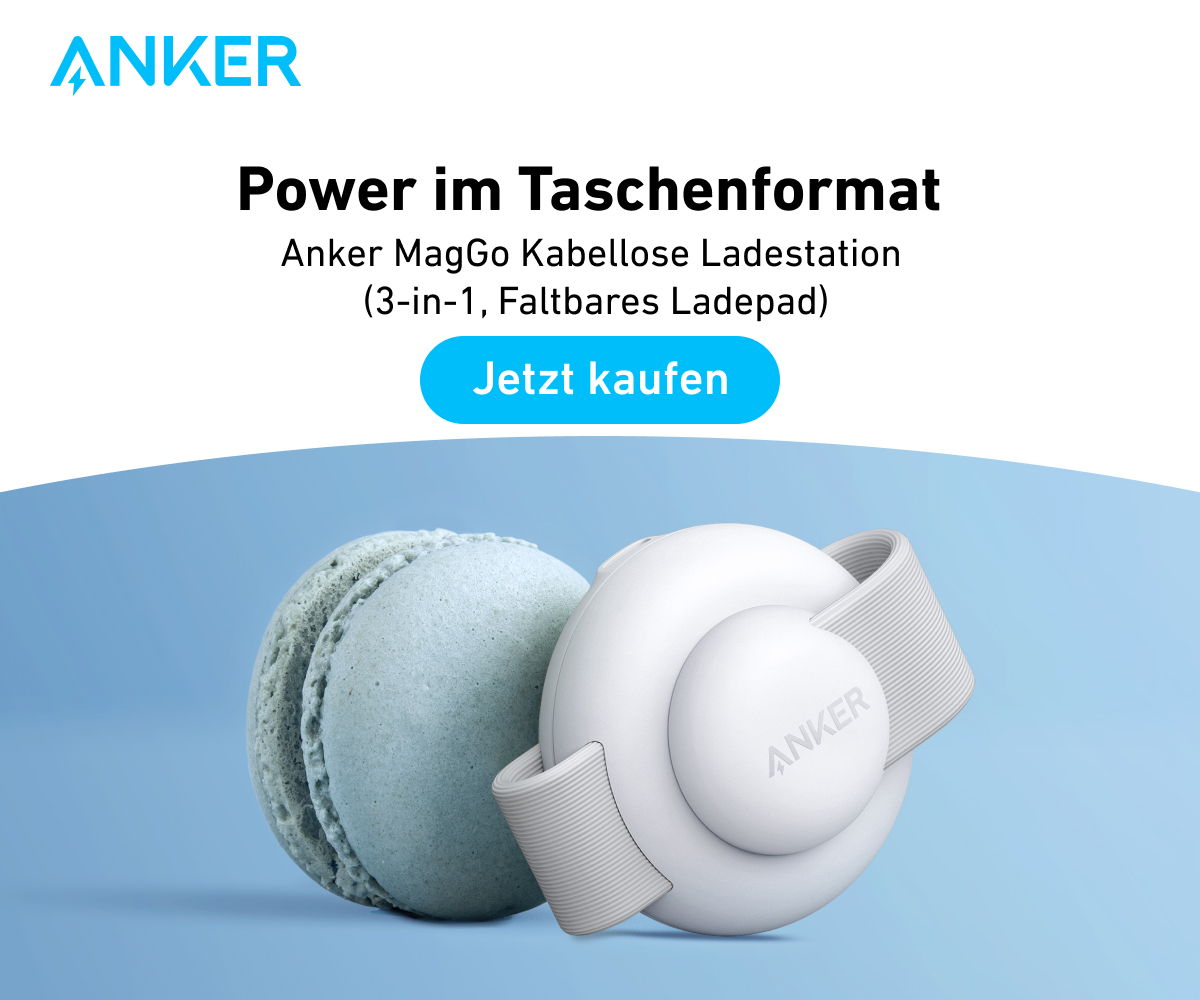 ANKER
Power im Taschenformat
Anker MagGo Kabellose Ladestation
(3-in-1, Faltbares Ladepad)
Jetzt kaufen
ANKER